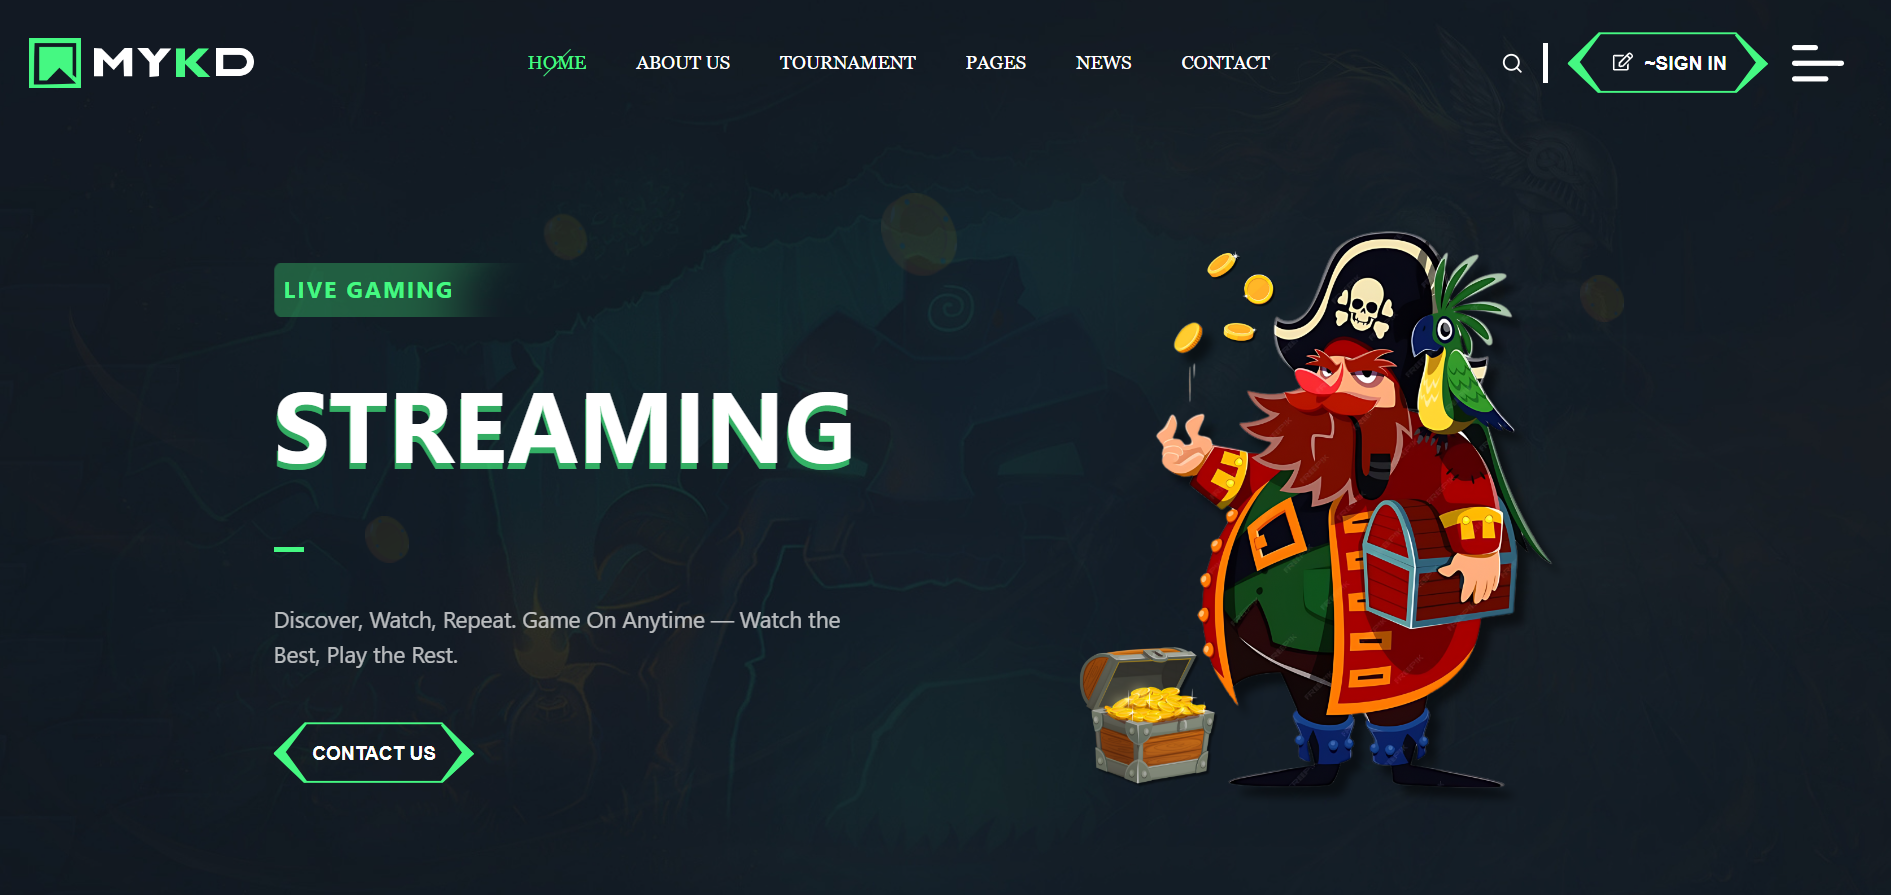 MYKD
HOME ABOUT US TOURNAMENT PAGES NEWS CONTACT
~SIGN IN
LIVE GAMING
STREAMING
Discover, Watch, Repeat. Game On Anytime — Watch the
Best, Play the Rest.
CONTACT US